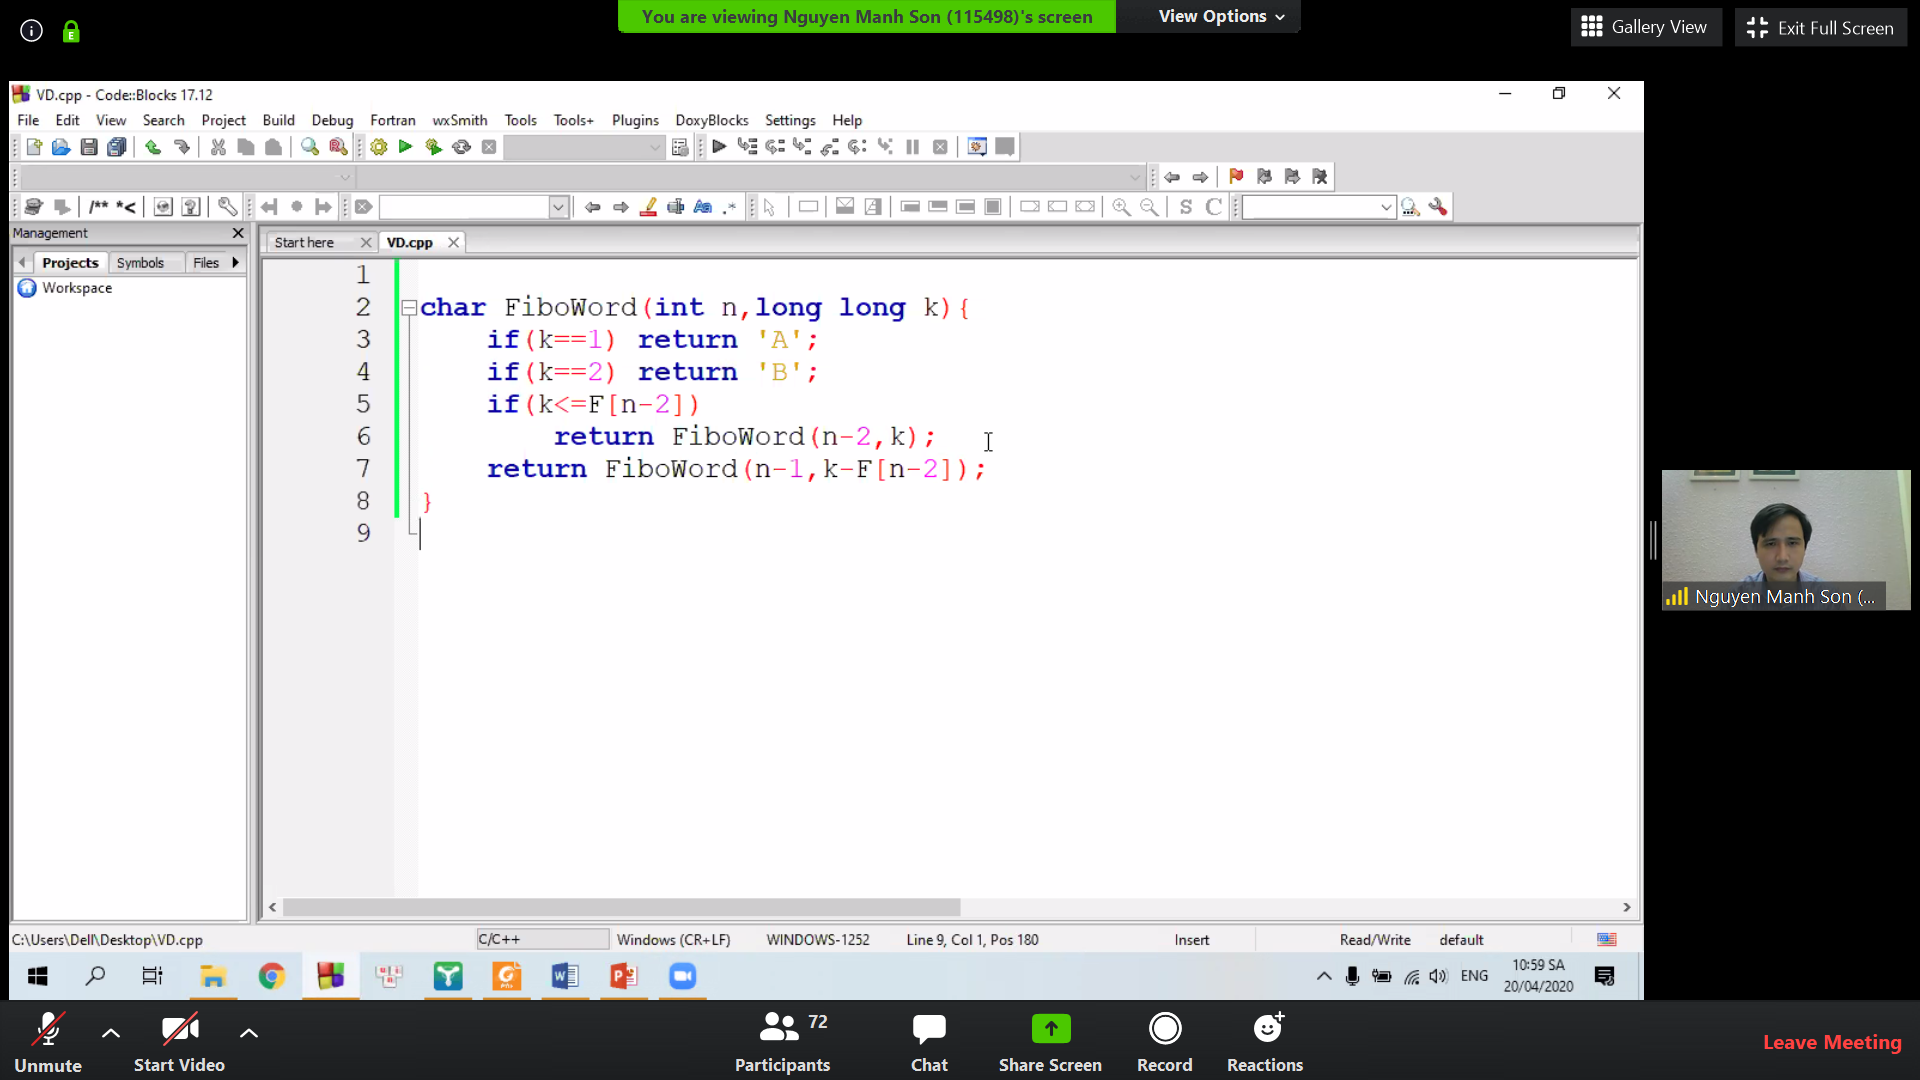 You are viewing Nguyen Manh Son (115498)'s screen
View Options
Gallery View
Exit Full Screen
VD.cpp - Code::Blocks 17.12
File Edit View Search Project Build Debug Fortran wxSmith Tools Tools+ Plugins DoxyBlocks Settings Help
/** *<
Management
Start here
VD.cpp
Projects Symbols Files
Workspace
1
2 char FiboWord(int n,long long k){
3 if(k==1) return 'A';
4 if(k==2) return 'B';
5 if(k<=F[n-2])
6 return FiboWord(n-2,k);
7 return FiboWord(n-1,k-F[n-2]);
8 }
9
Nguyen Manh Son (...
C:\Users\Dell\Desktop\VD.cpp C/C++ Windows (CR+LF) WINDOWS-1252 Line 9, Col 1, Pos 180 Insert Read/Write default
ENG
10:59 SA
20/04/2020
Unmute
Start Video
72
Participants
Chat
Share Screen
Record
Reactions
Leave Meeting